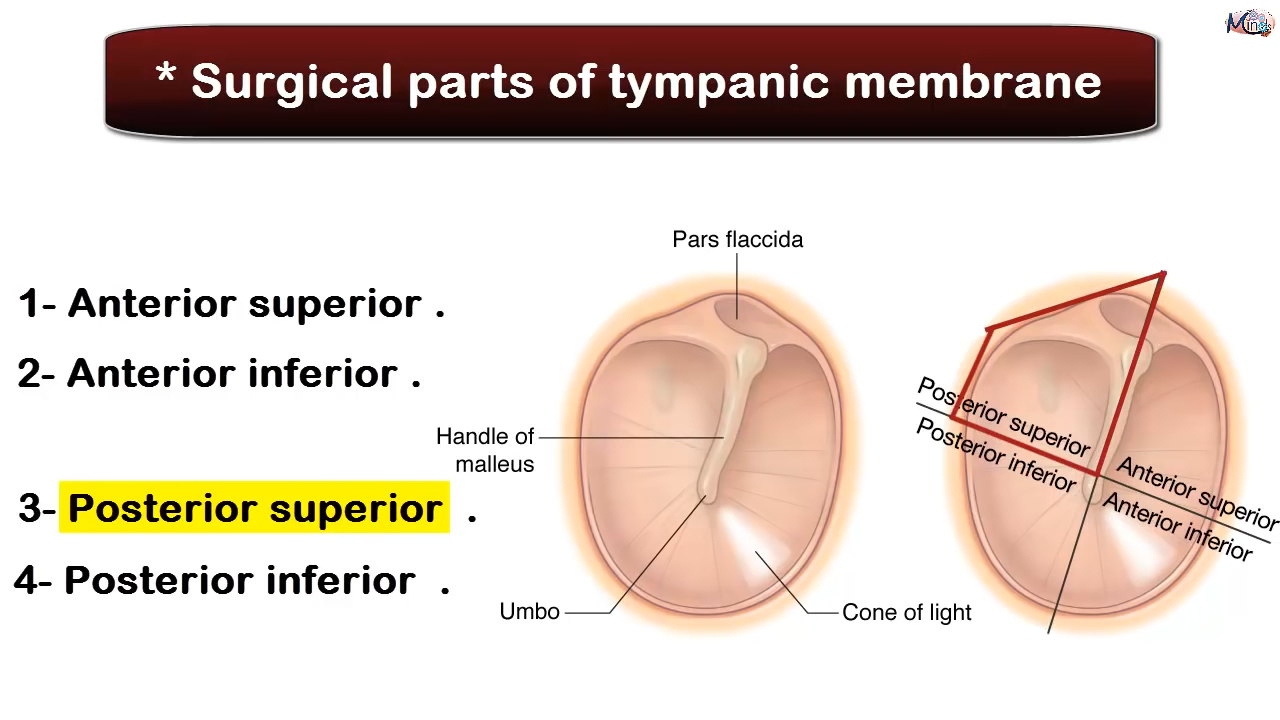 * Surgical parts of tympanic membrane
Minds
1- Anterior superior .
2- Anterior inferior .
3- Posterior superior .
4- Posterior inferior .
Pars flaccida
Handle of
malleus
Umbo
Cone of light
Posterior superior
Posterior inferior
Anterior superior
Anterior inferior